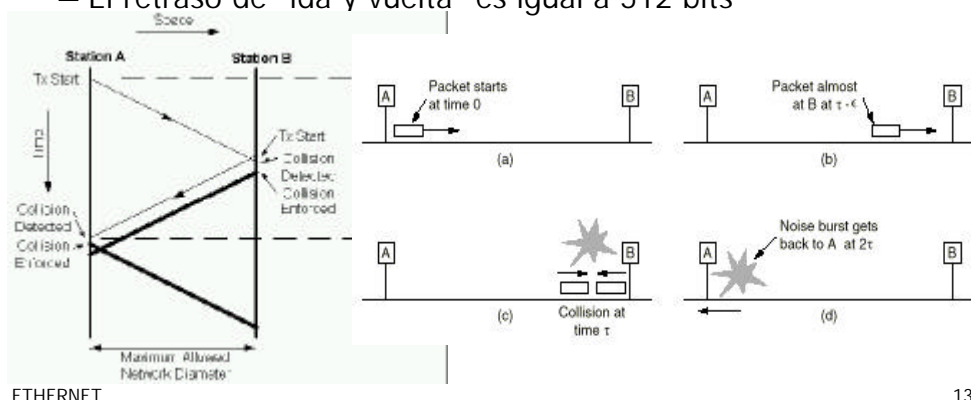 – El retraso de "ida y vuelta" es igual a 512 bits
Space
Station A
Station B
Tx Start
Time
Tx Start
Collision
Detected
Collision
Enforced
Collision
Detected
Collision
Enforced
Maximum Allowed
Network Diameter
A
Packet starts
at time 0
B
(a)
A
Packet almost
at B at τ - ϵ
B
(b)
A
B
(c)
Collision at
time τ
A
Noise burst gets
back to A at 2τ
B
(d)
ETHERNET
13